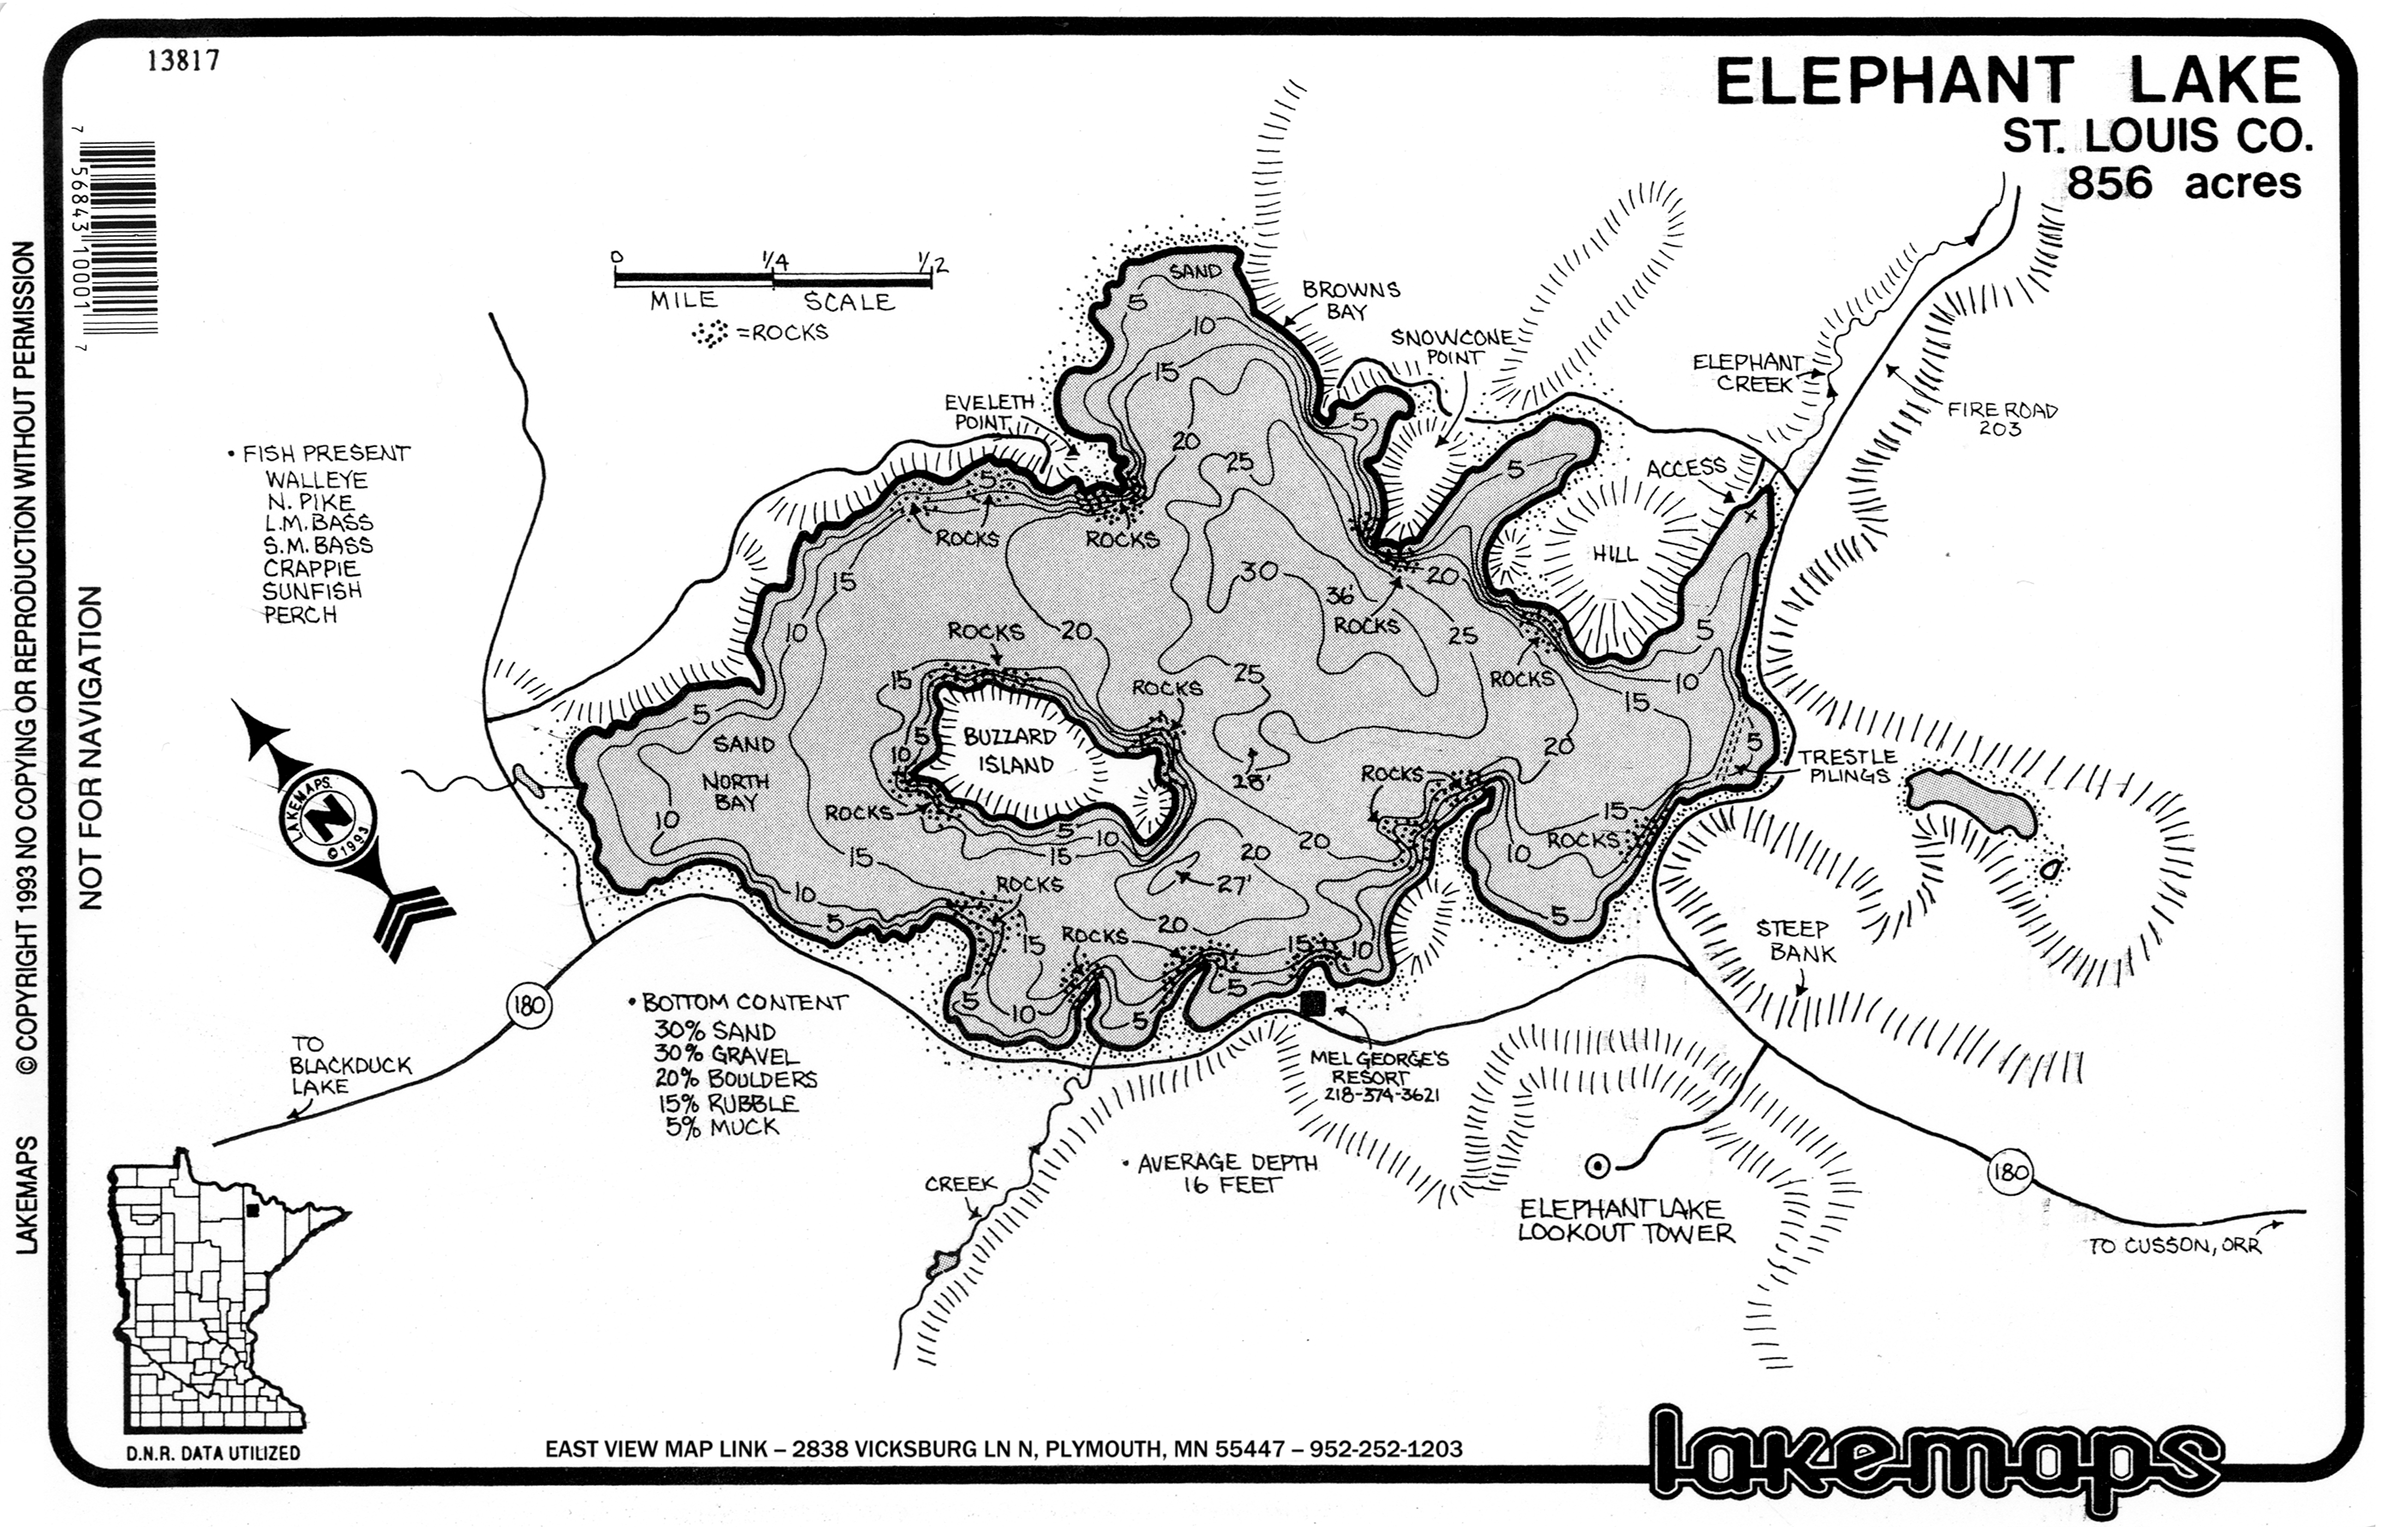 13817
ELEPHANT LAKE
ST. LOUIS CO.
856 acres
7 56843 10001 7
© COPYRIGHT 1993 NO COPYING OR REPRODUCTION WITHOUT PERMISSION
LAKEMAPS
NOT FOR NAVIGATION
0 1/4 1/2
MILE SCALE
=ROCKS
• FISH PRESENT
WALLEYE
N. PIKE
L.M. BASS
S.M. BASS
CRAPPIE
SUNFISH
PERCH
SAND
5
10
15
20
25
BROWNS
BAY
SNOWCONE
POINT
5
EVELETH
POINT
5
ROCKS
ROCKS
ELEPHANT
CREEK
FIRE ROAD
203
ACCESS
X
HILL
5
20
30
36'
ROCKS
25
ROCKS
15
10
ROCKS
20
15
25
ROCKS
5
10
15
5
SAND
NORTH
BAY
10
10
5
BUZZARD
ISLAND
28'
20
5
TRESTLE
PILINGS
ROCKS
ROCKS
15
ROCKS
10
5
5
10
15
15
20
20
27'
10
5
ROCKS
15
ROCKS
20
15
10
5
10
5
5
STEEP
BANK
LAKEMAPS
N
©1993
180
TO
BLACKDUCK
LAKE
• BOTTOM CONTENT
30% SAND
30% GRAVEL
20% BOULDERS
15% RUBBLE
5% MUCK
MEL GEORGE'S
RESORT
218-374-3621
CREEK
• AVERAGE DEPTH
16 FEET
ELEPHANT LAKE
LOOKOUT TOWER
180
TO CUSSON, ORR
D.N.R. DATA UTILIZED
EAST VIEW MAP LINK – 2838 VICKSBURG LN N, PLYMOUTH, MN 55447 – 952-252-1203
lakemaps